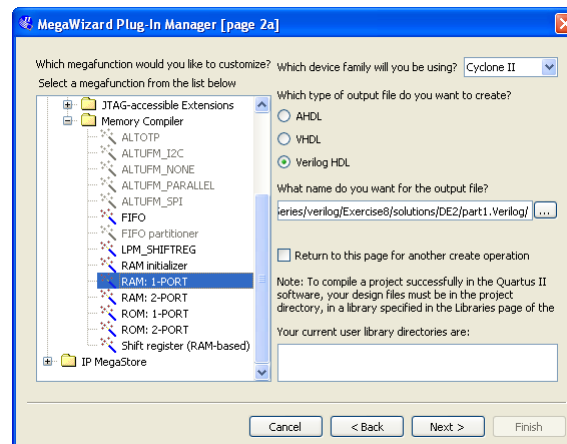 MegaWizard Plug-In Manager [page 2a]
Which megafunction would you like to customize?
Select a megafunction from the list below
JTAG-accessible Extensions
Memory Compiler
ALTOTP
ALTUFM_I2C
ALTUFM_NONE
ALTUFM_PARALLEL
ALTUFM_SPI
FIFO
FIFO partitioner
LPM_SHIFTREG
RAM initializer
RAM: 1-PORT
RAM: 2-PORT
ROM: 1-PORT
ROM: 2-PORT
Shift register (RAM-based)
IP MegaStore
Which device family will you be using? Cyclone II
Which type of output file do you want to create?
AHDL
VHDL
Verilog HDL
What name do you want for the output file?
eries/verilog/Exercise8/solutions/DE2/part1.Verilog/ ...
Return to this page for another create operation
Note: To compile a project successfully in the Quartus II
software, your design files must be in the project
directory, in a library specified in the Libraries page of the
Your current user library directories are:
Cancel < Back Next > Finish